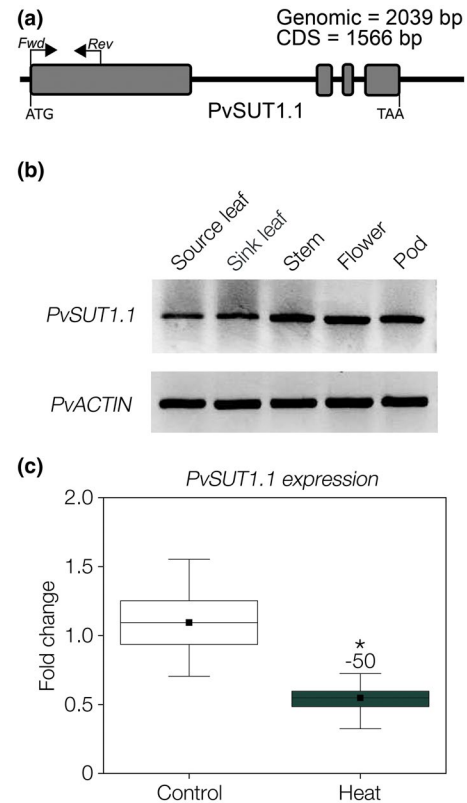 (a)
Genomic = 2039 bp
CDS = 1566 bp
Fwd
Rev
ATG
PvSUT1.1
TAA
(b)
Source leaf
Sink leaf
Stem
Flower
Pod
PvSUT1.1
PvACTIN
(c)
PvSUT1.1 expression
2.0
1.5
1.0
0.5
0
Fold change
*
-50
Control
Heat